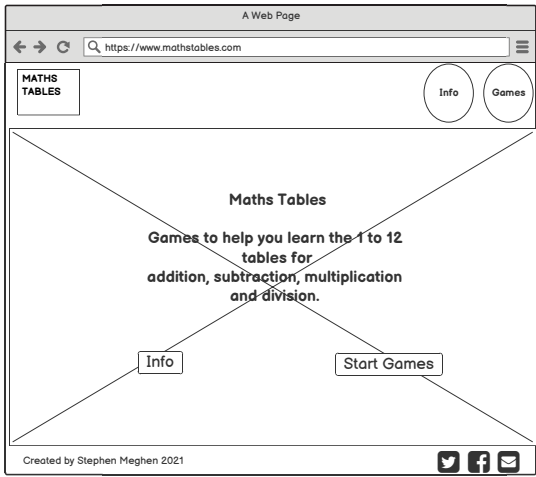 A Web Page
https://www.mathstables.com
MATHS
TABLES
Info
Games
Maths Tables
Games to help you learn the 1 to 12
tables for
addition, subtraction, multiplication
and division.
Info
Start Games
Created by Stephen Meghen 2021